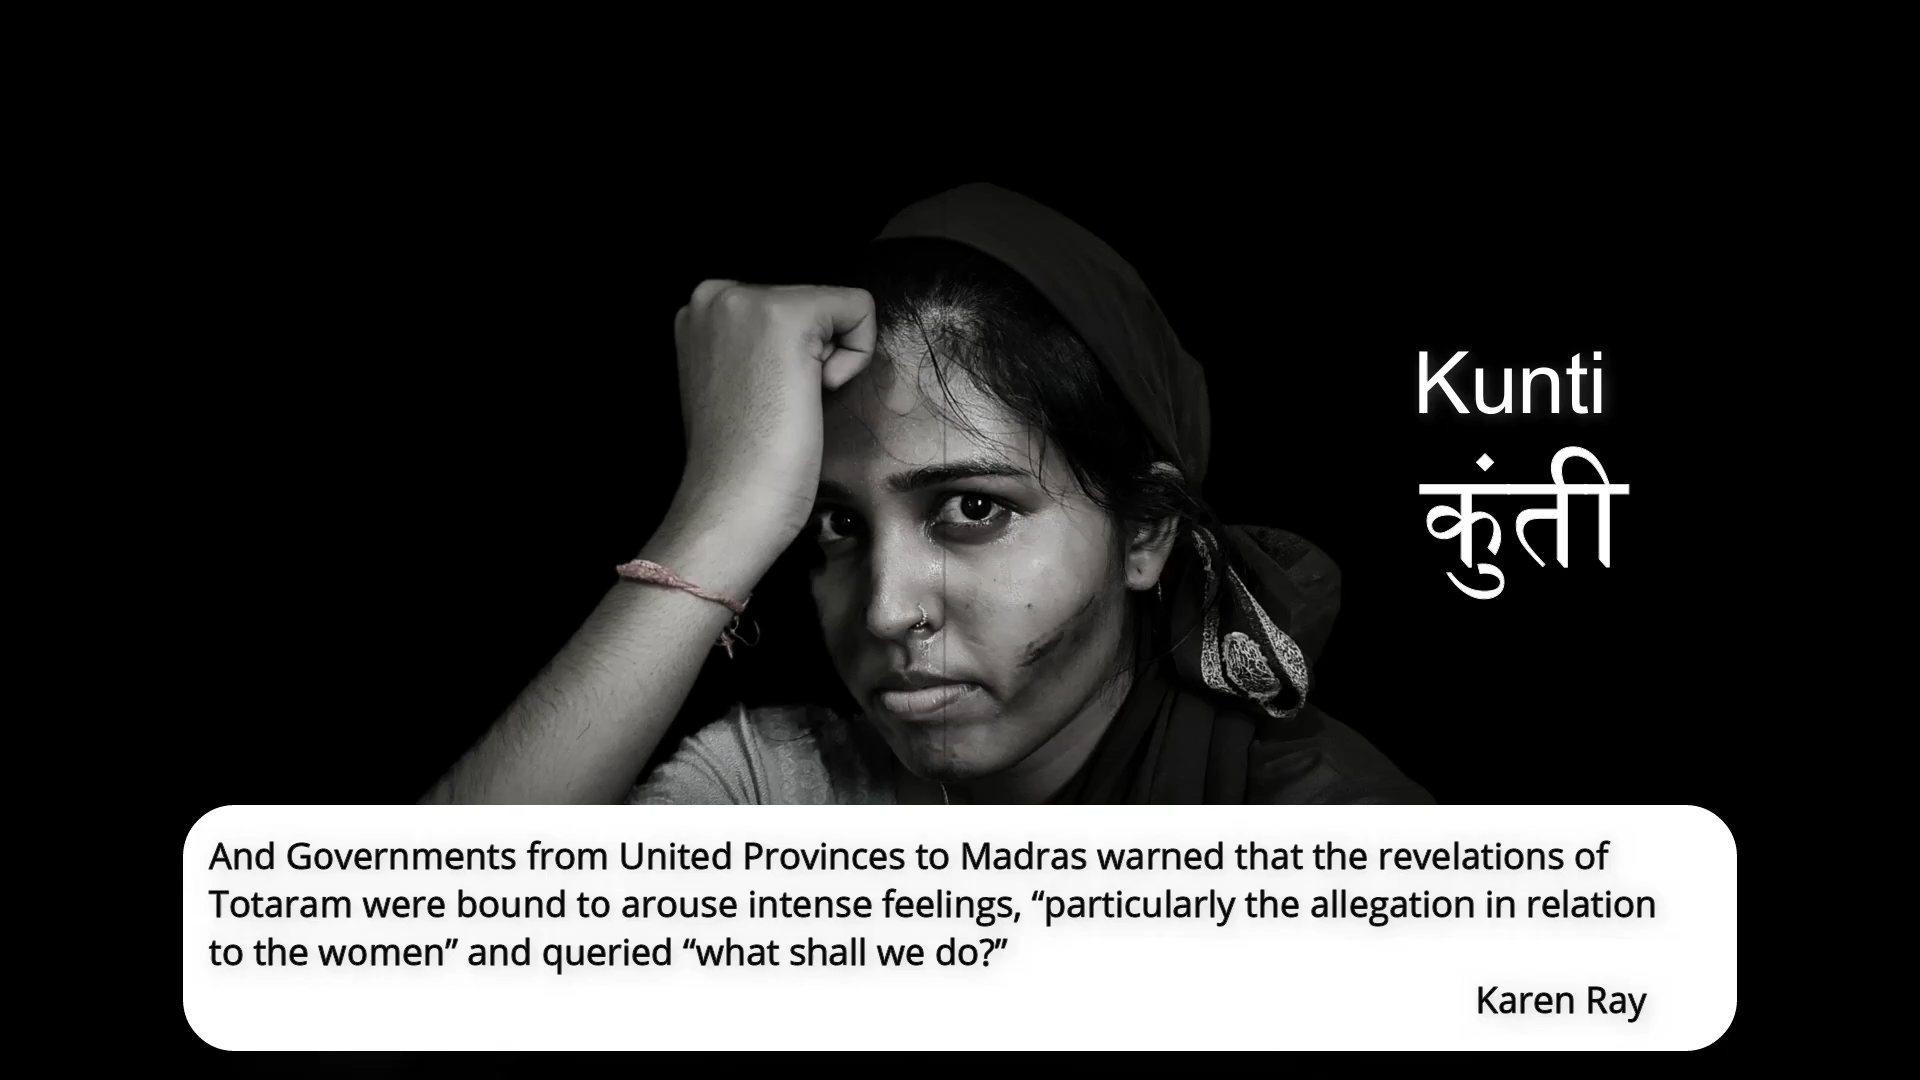 Kunti
कुंती
And Governments from United Provinces to Madras warned that the revelations of
Totaram were bound to arouse intense feelings, “particularly the allegation in relation
to the women” and queried “what shall we do?”
Karen Ray